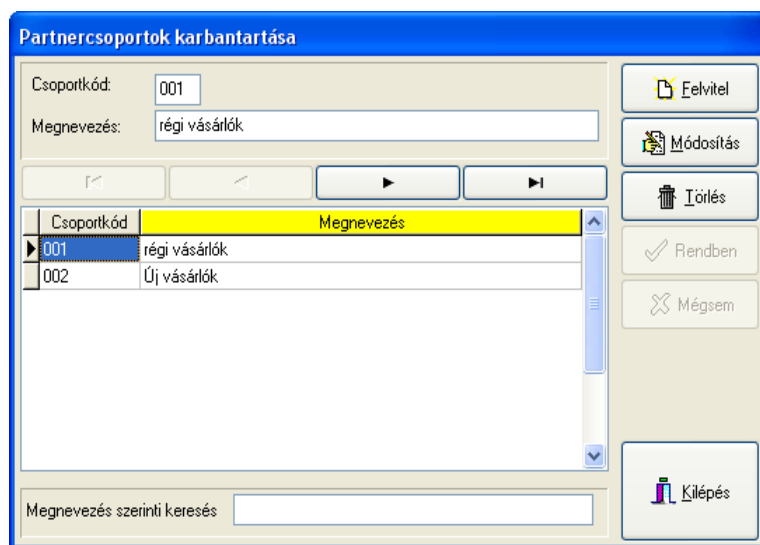 Partnercsoportok karbantartása
Csoportkód: 001
Megnevezés: régi vásárlók
Felvitel
Módosítás
Törlés
Rendben
Mégsem
Csoportkód Megnevezés
001 régi vásárlók
002 Új vásárlók
Megnevezés szerinti keresés
Kilépés